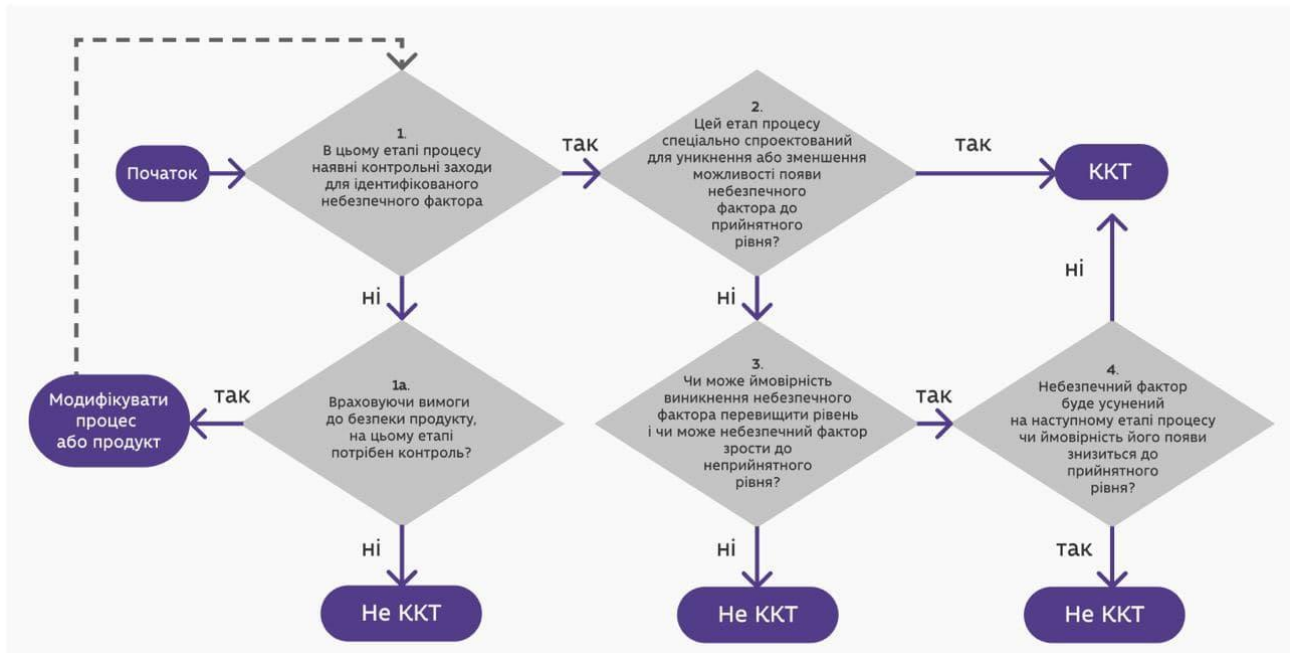 Початок
1.
В цьому етапі процесу
наявні контрольні заходи
для ідентифікованого
небезпечного фактора
так
2.
Цей етап процесу
спеціально спроектований
для уникнення або зменшення
можливості появи
небезпечного
фактора до
прийнятного
рівня?
так
ККТ
ні
ні
ні
Модифікувати
процес
або продукт
так
1а.
Враховуючи вимоги
до безпеки продукту,
на цьому етапі
потрібен контроль?
3.
Чи може ймовірність
виникнення небезпечного
фактора перевищити рівень
і чи може небезпечний фактор
зрости до
неприйнятного
рівня?
так
4.
Небезпечний фактор
буде усунений
на наступному етапі процесу
чи ймовірність його появи
знизиться до
прийнятного
рівня?
ні
ні
так
Не ККТ
Не ККТ
Не ККТ